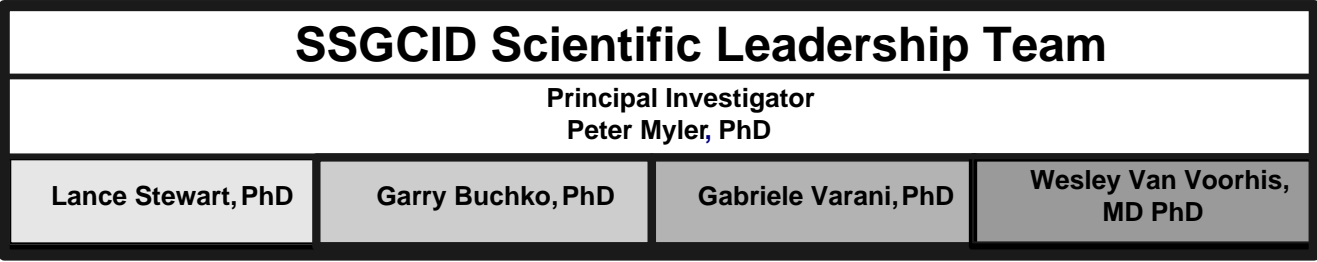 SSGCID Scientific Leadership Team
Principal Investigator
Peter Myler, PhD
Lance Stewart, PhD
Garry Buchko, PhD
Gabriele Varani, PhD
Wesley Van Voorhis,
MD PhD